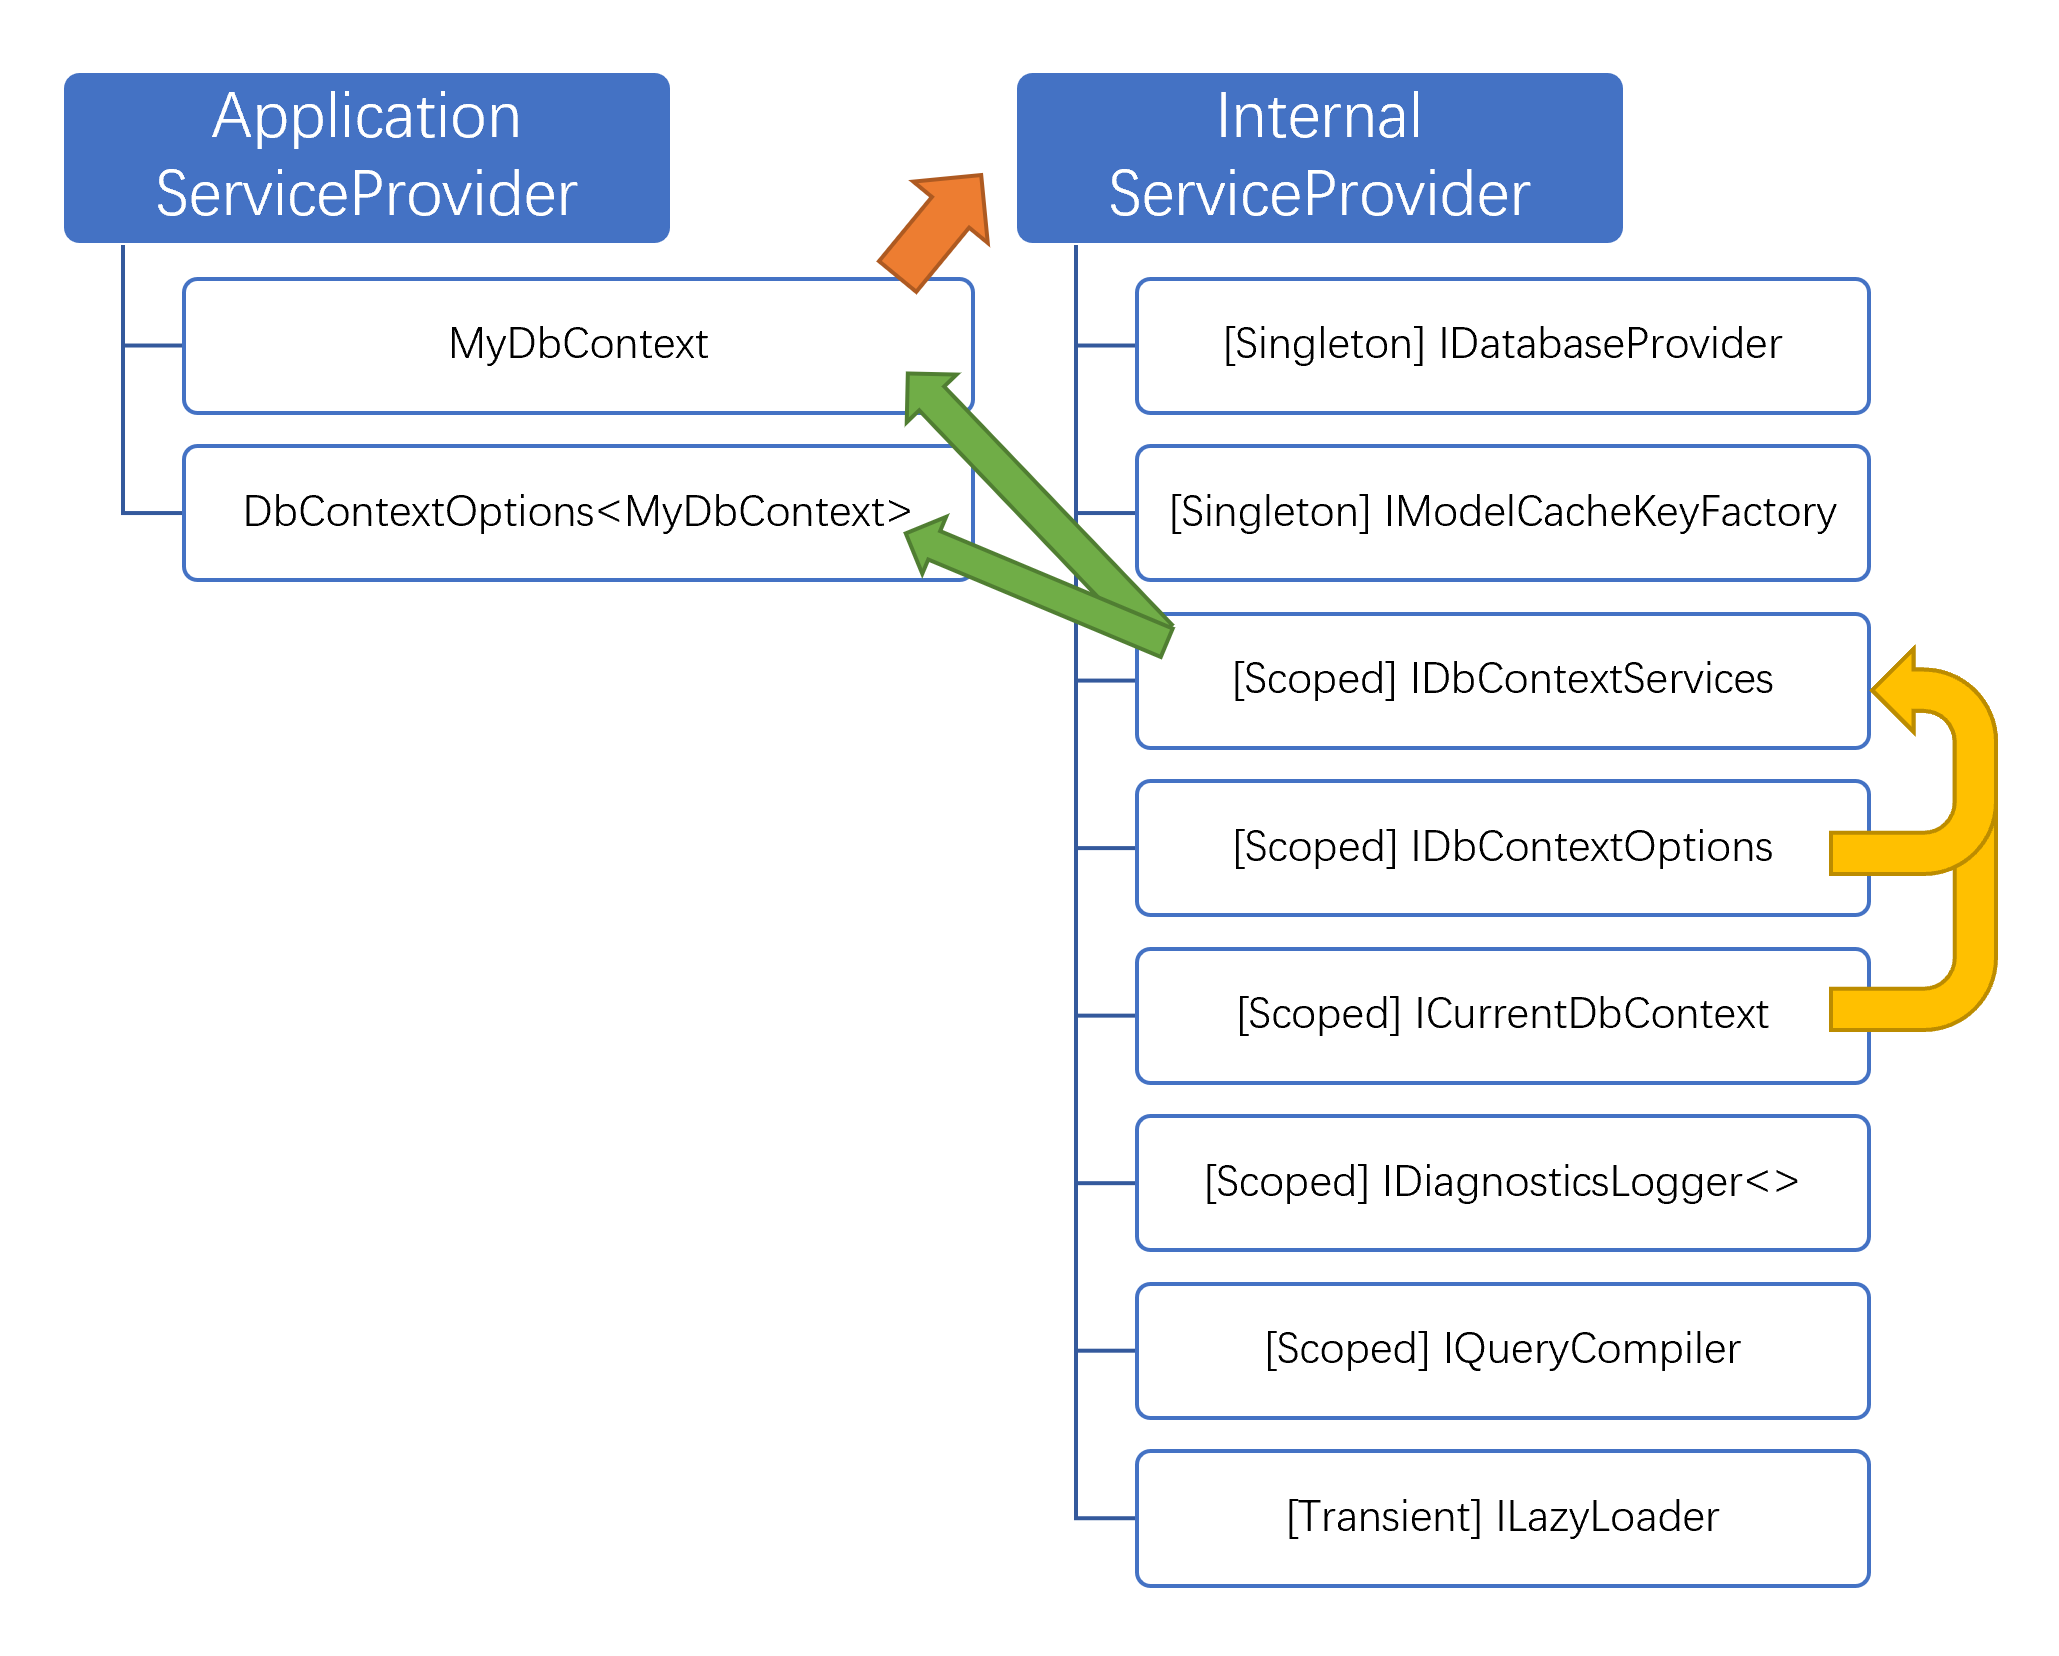 Application
ServiceProvider
MyDbContext
DbContextOptions<MyDbContext>
Internal
ServiceProvider
[Singleton] IDatabaseProvider
[Singleton] IModelCacheKeyFactory
[Scoped] IDbContextServices
[Scoped] IDbContextOptions
[Scoped] ICurrentDbContext
[Scoped] IDiagnosticsLogger<>
[Scoped] IQueryCompiler
[Transient] ILazyLoader